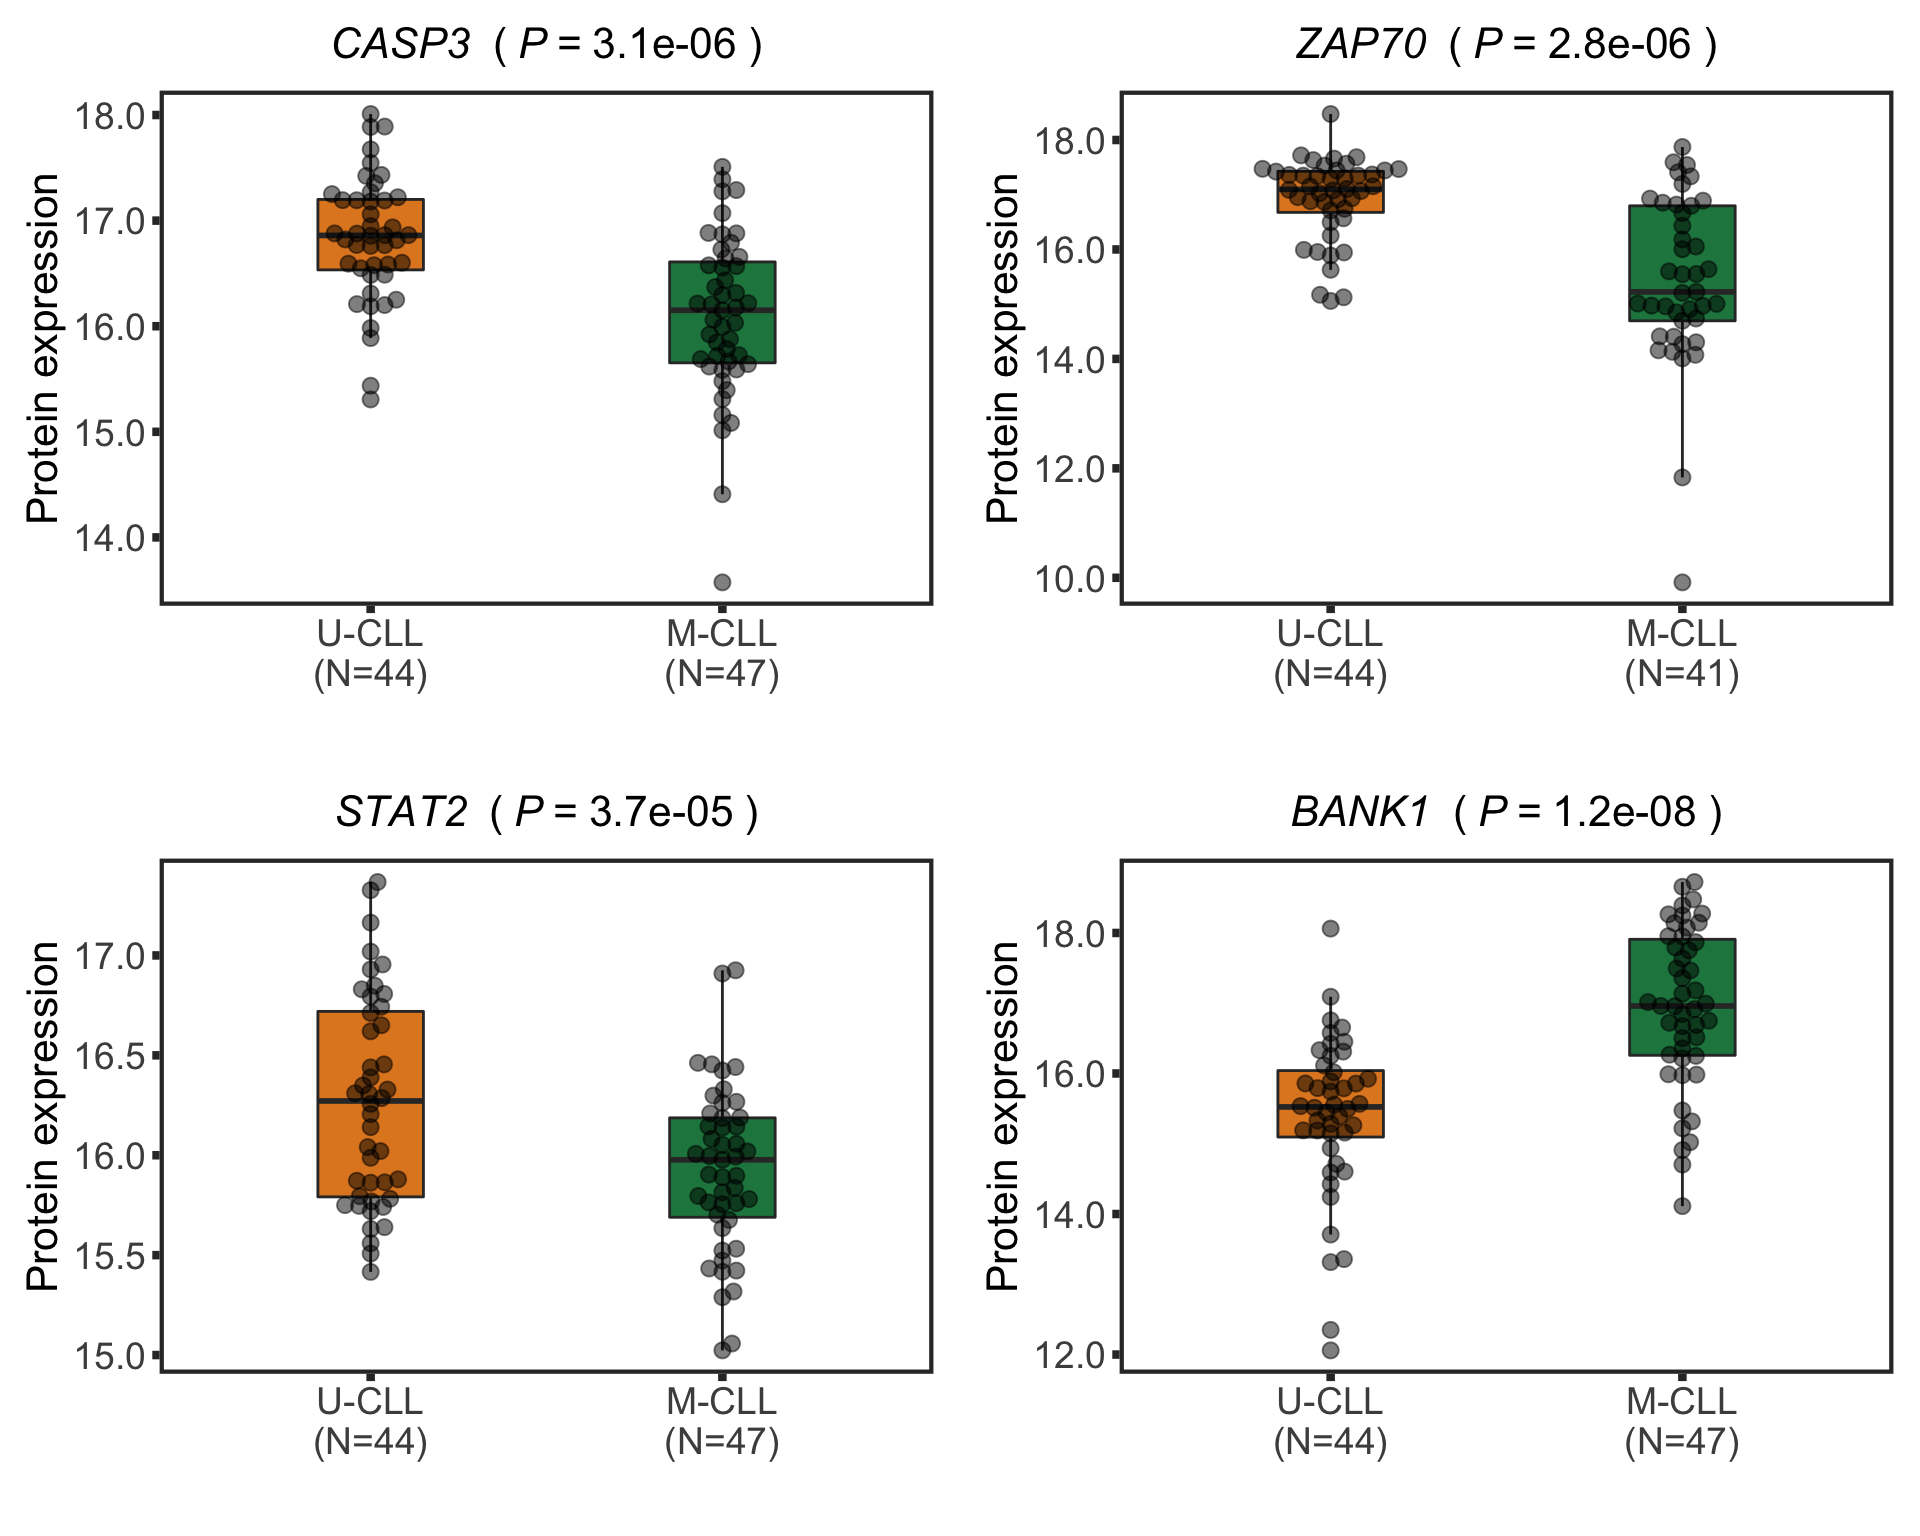 CASP3 ( P = 3.1e-06 )
Protein expression
18.0
17.0
16.0
15.0
14.0
U-CLL
(N=44)
M-CLL
(N=47)
ZAP70 ( P = 2.8e-06 )
Protein expression
18.0
16.0
14.0
12.0
10.0
U-CLL
(N=44)
M-CLL
(N=41)
STAT2 ( P = 3.7e-05 )
Protein expression
17.0
16.5
16.0
15.5
15.0
U-CLL
(N=44)
M-CLL
(N=47)
BANK1 ( P = 1.2e-08 )
Protein expression
18.0
16.0
14.0
12.0
U-CLL
(N=44)
M-CLL
(N=47)